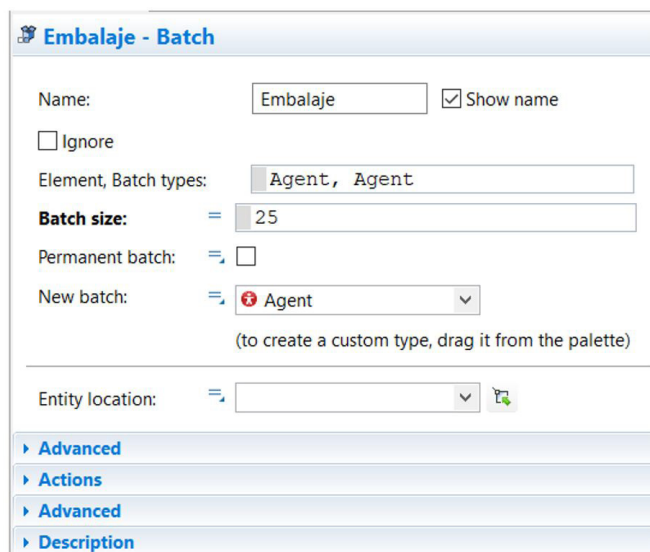 Embalaje - Batch
Name: Embalaje Show name
Ignore
Element, Batch types: Agent, Agent
Batch size: = 25
Permanent batch: =
New batch: = Agent
(to create a custom type, drag it from the palette)
Entity location: =
Advanced
Actions
Advanced
Description